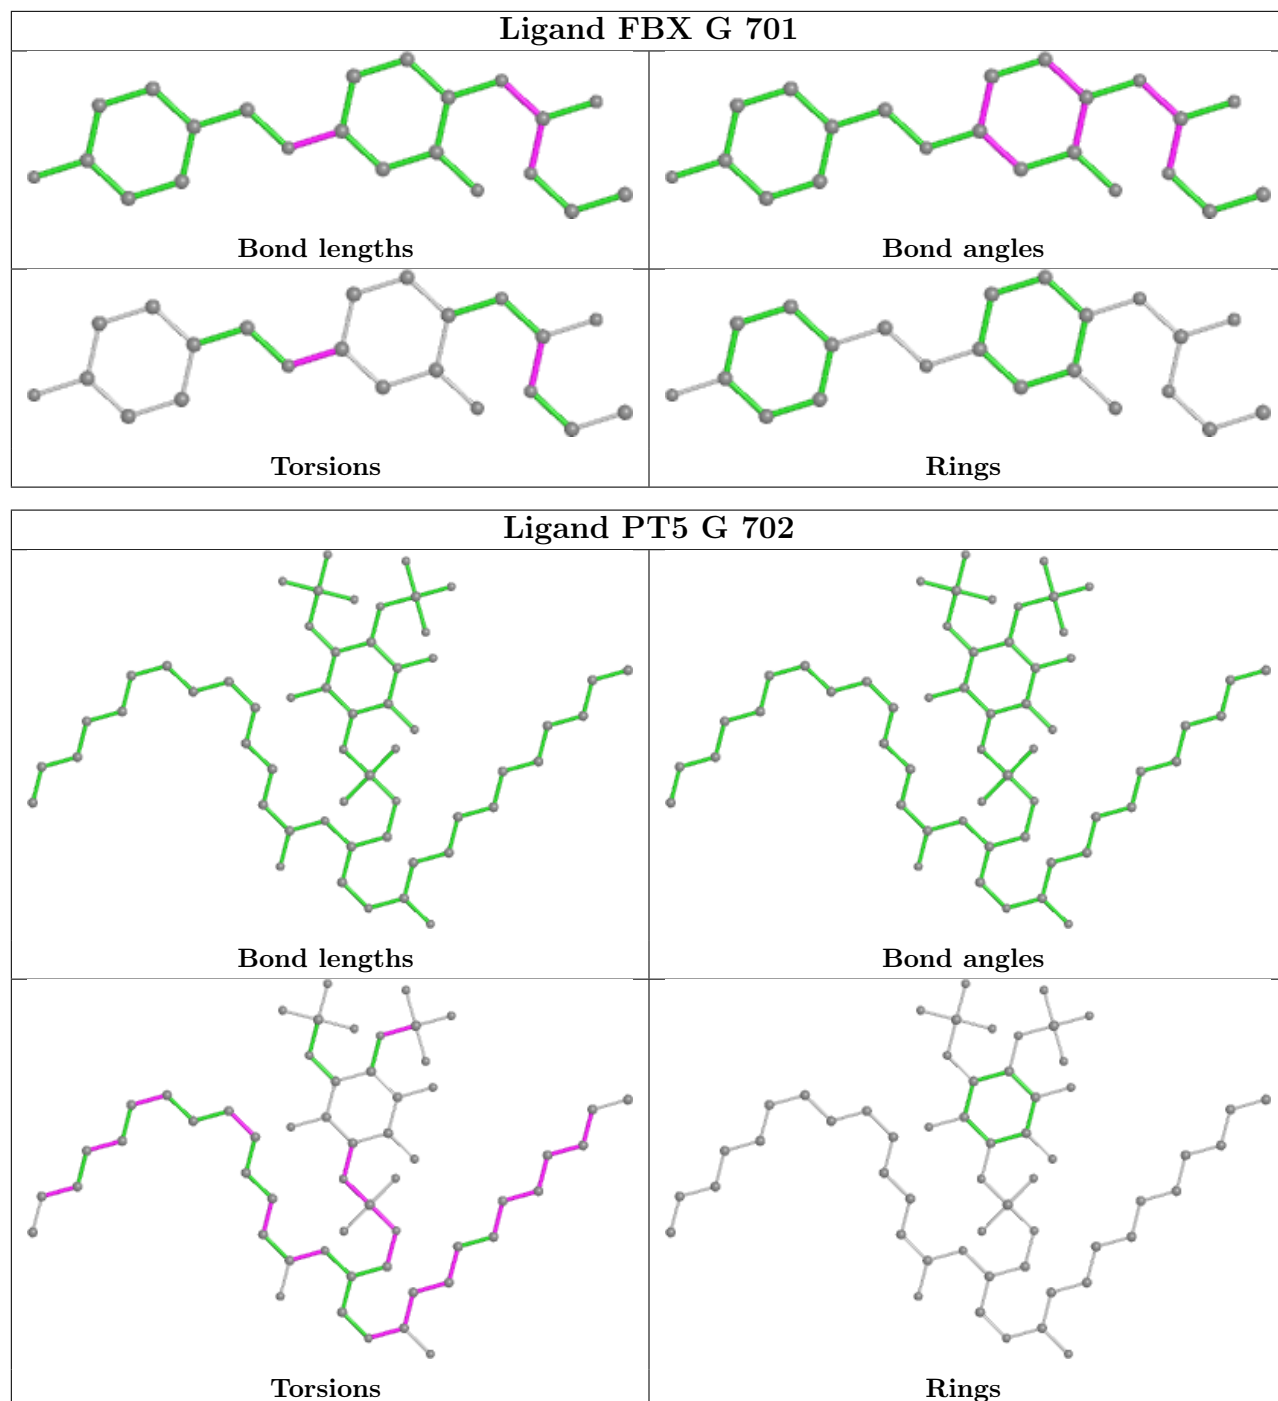 Ligand FBX G 701
Bond lengths
Bond angles
Torsions
Rings
Ligand PT5 G 702
Bond lengths
Bond angles
Torsions
Rings